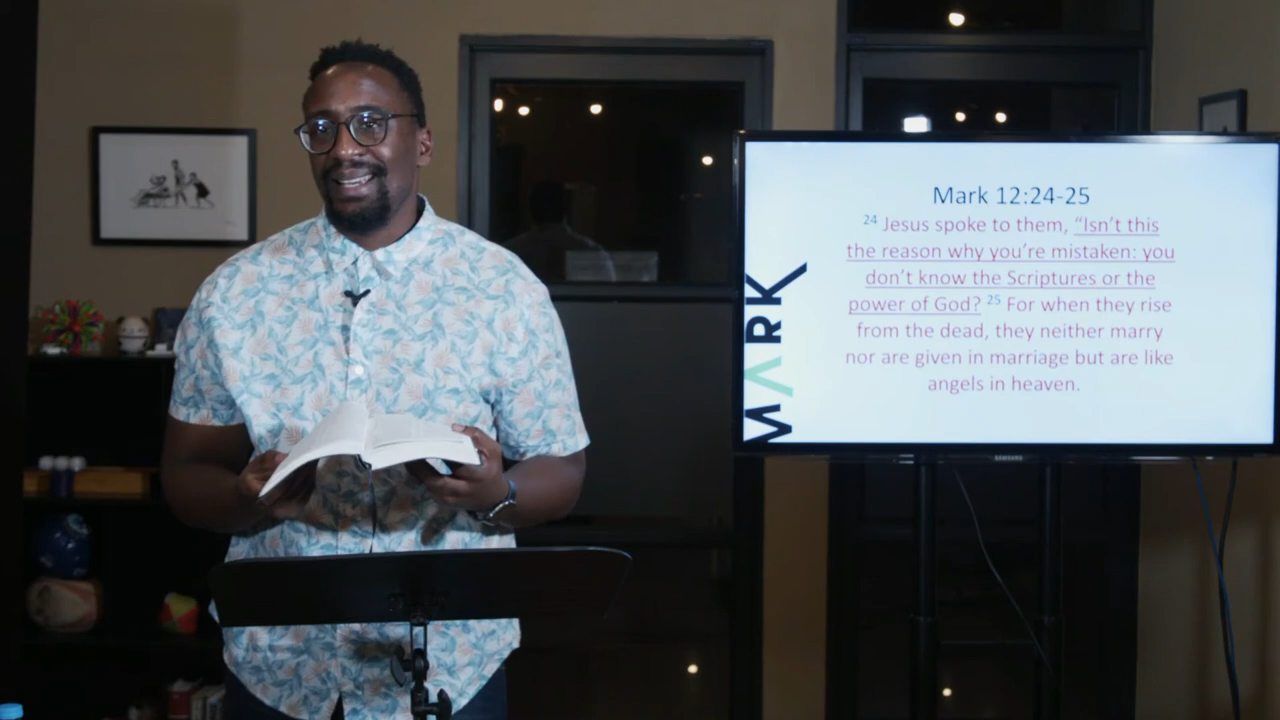 Mark 12:24-25
24 Jesus spoke to them, “Isn’t this
the reason why you’re mistaken: you
don’t know the Scriptures or the
power of God? 25 For when they rise
from the dead, they neither marry
nor are given in marriage but are like
angels in heaven.
MARK
SAMSUNG